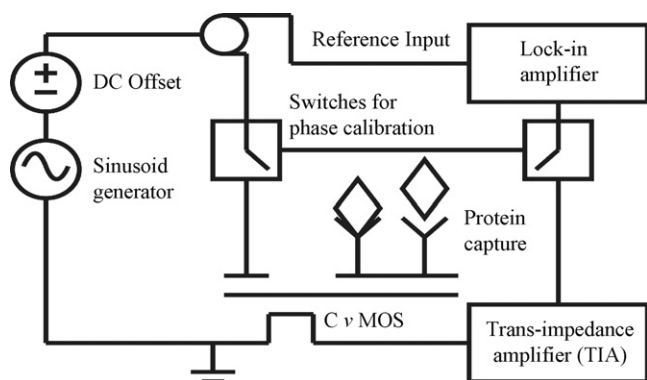 Reference Input
Lock-in
amplifier
DC Offset
Switches for
phase calibration
Sinusoid
generator
Protein
capture
C v MOS
Trans-impedance
amplifier (TIA)